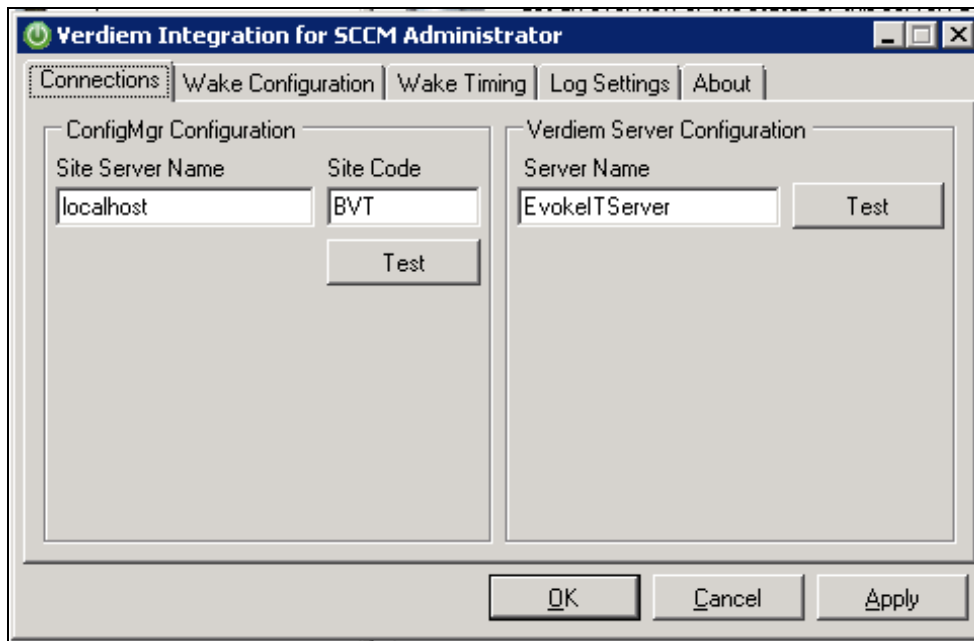 Verdiem Integration for SCCM Administrator
Connections Wake Configuration Wake Timing Log Settings About
ConfigMgr Configuration
Site Server Name Site Code
localhost BVT
Test
Verdiem Server Configuration
Server Name
EvokeITServer Test
OK Cancel Apply